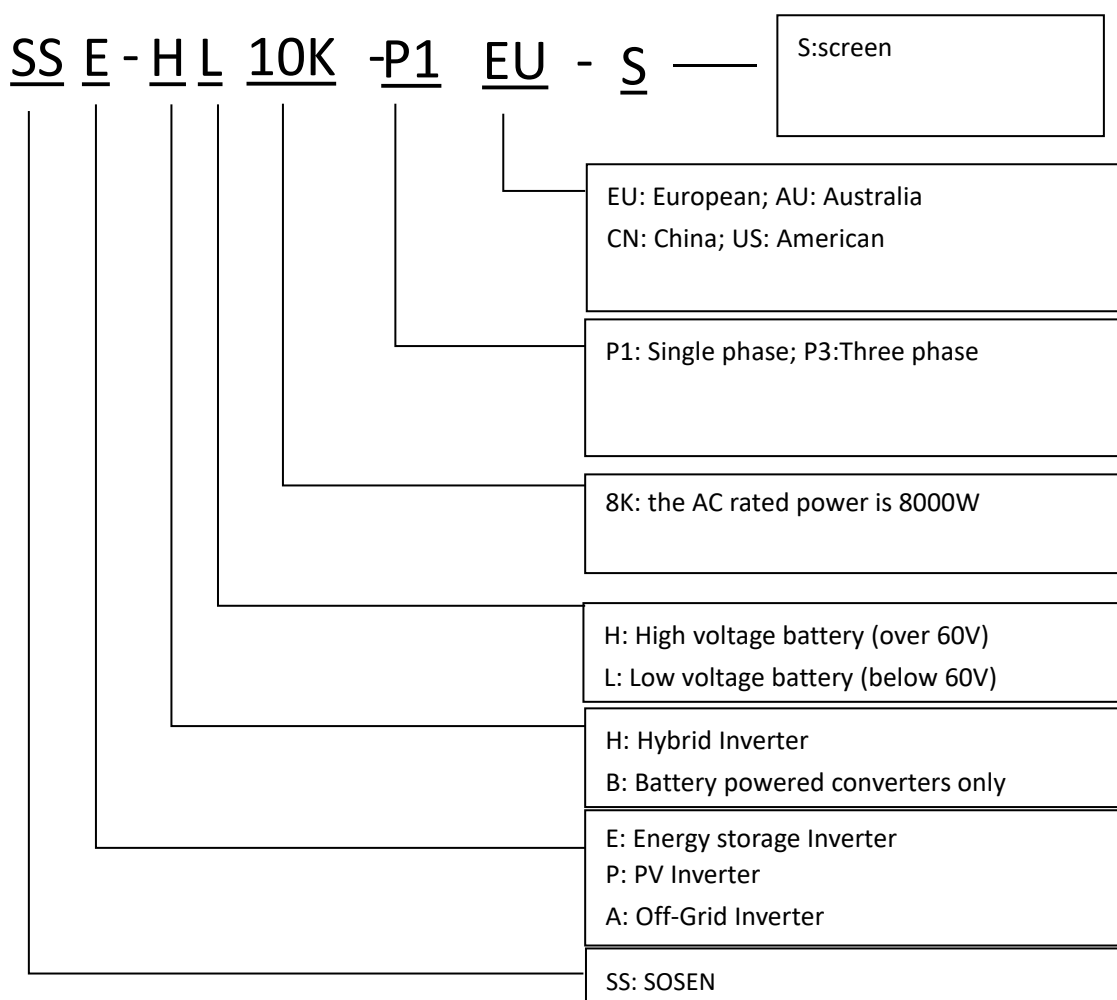 SS E - H L 10K -P1 EU - S
S:screen
EU: European; AU: Australia
CN: China; US: American
P1: Single phase; P3:Three phase
8K: the AC rated power is 8000W
H: High voltage battery (over 60V)
L: Low voltage battery (below 60V)
H: Hybrid Inverter
B: Battery powered converters only
E: Energy storage Inverter
P: PV Inverter
A: Off-Grid Inverter
SS: SOSEN